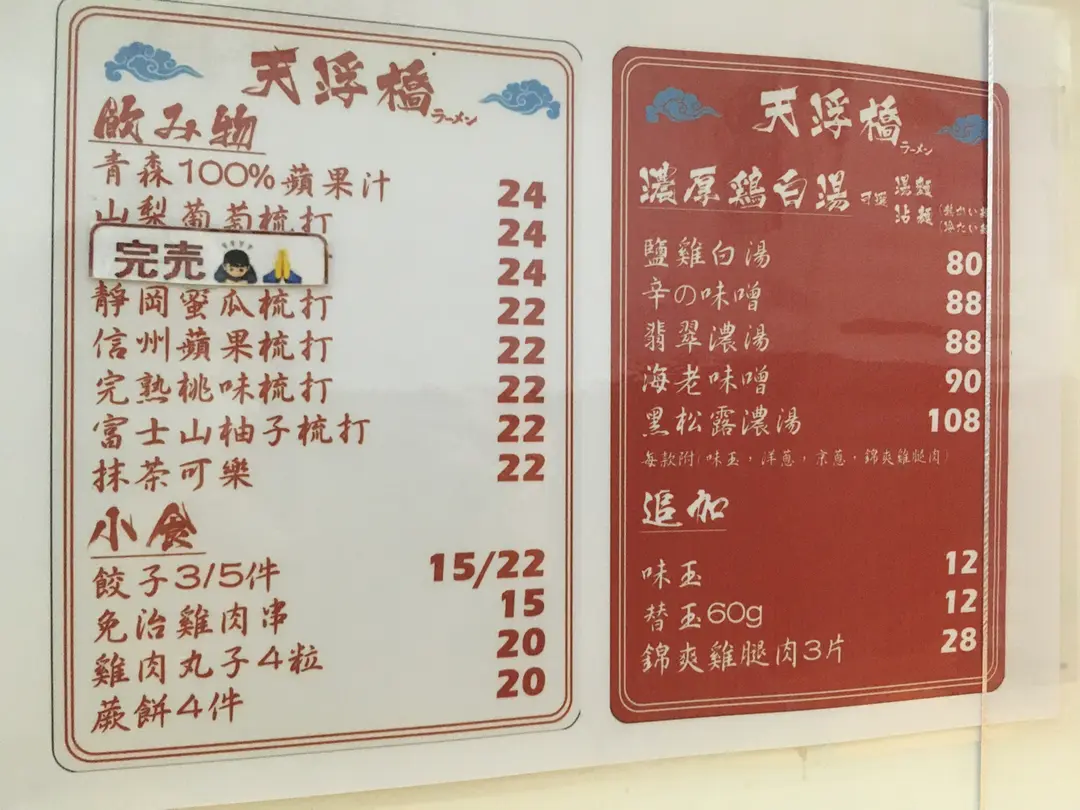 天浮橋
ラーメン
飲み物
青森100%蘋果汁 24
山梨葡萄梳打 24
完売 24
靜岡蜜瓜梳打 22
信州蘋果梳打 22
完熟桃味梳打 22
富士山柚子梳打 22
抹茶可樂 22
小食
餃子3/5件 15/22
免治雞肉串 15
雞肉丸子4粒 20
蕨餅4件 20
天浮橋
ラーメン
濃厚鶏白湯 可選 湯麵
沾麵
鹽雞白湯 80
辛の味噌 88
翡翠濃湯 88
海老味噌 90
黑松露濃湯 108
每款附(味玉，洋蔥，京蔥，錦爽雞腿肉)
追加
味玉 12
替玉60g 12
錦爽雞腿肉3片 28